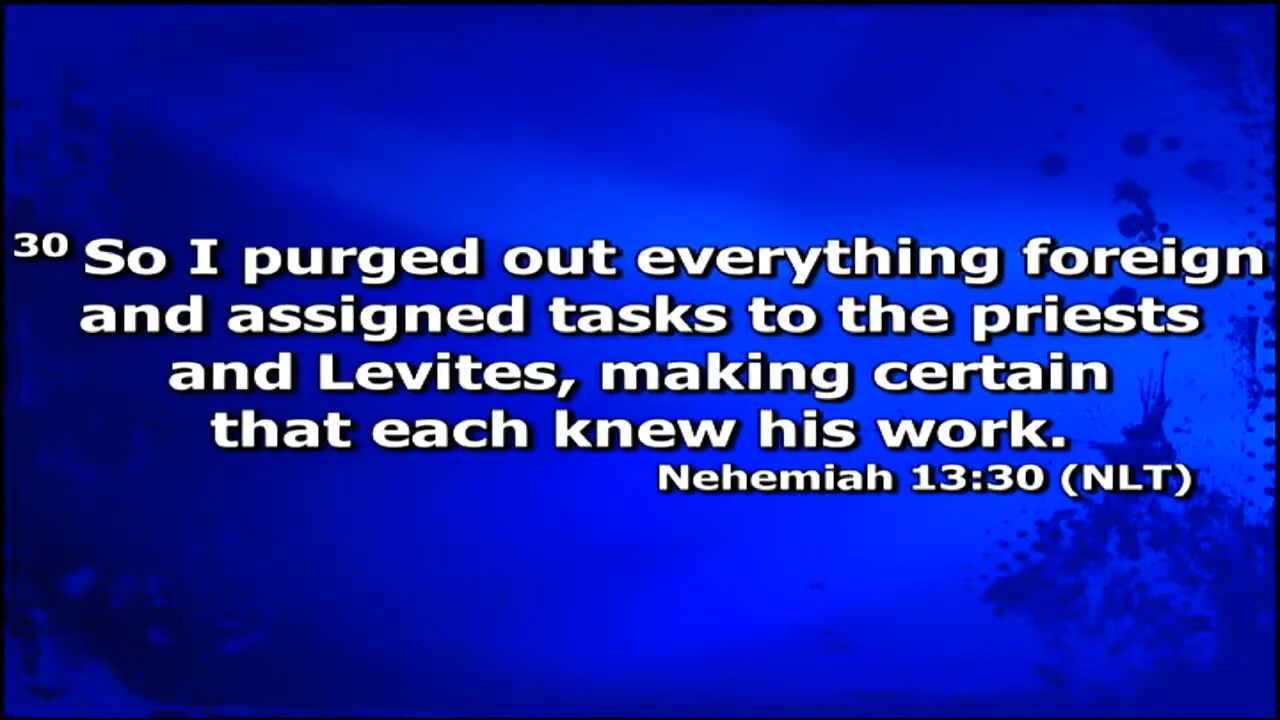 30 So I purged out everything foreign
and assigned tasks to the priests
and Levites, making certain
that each knew his work.
Nehemiah 13:30 (NLT)